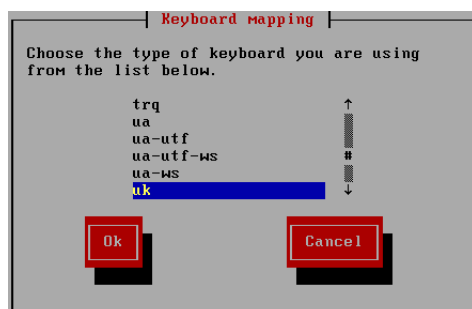 Keyboard mapping
Choose the type of keyboard you are using
from the list below.
trq
ua
ua-utf
ua-utf-ws
ua-ws
uk
Ok Cancel